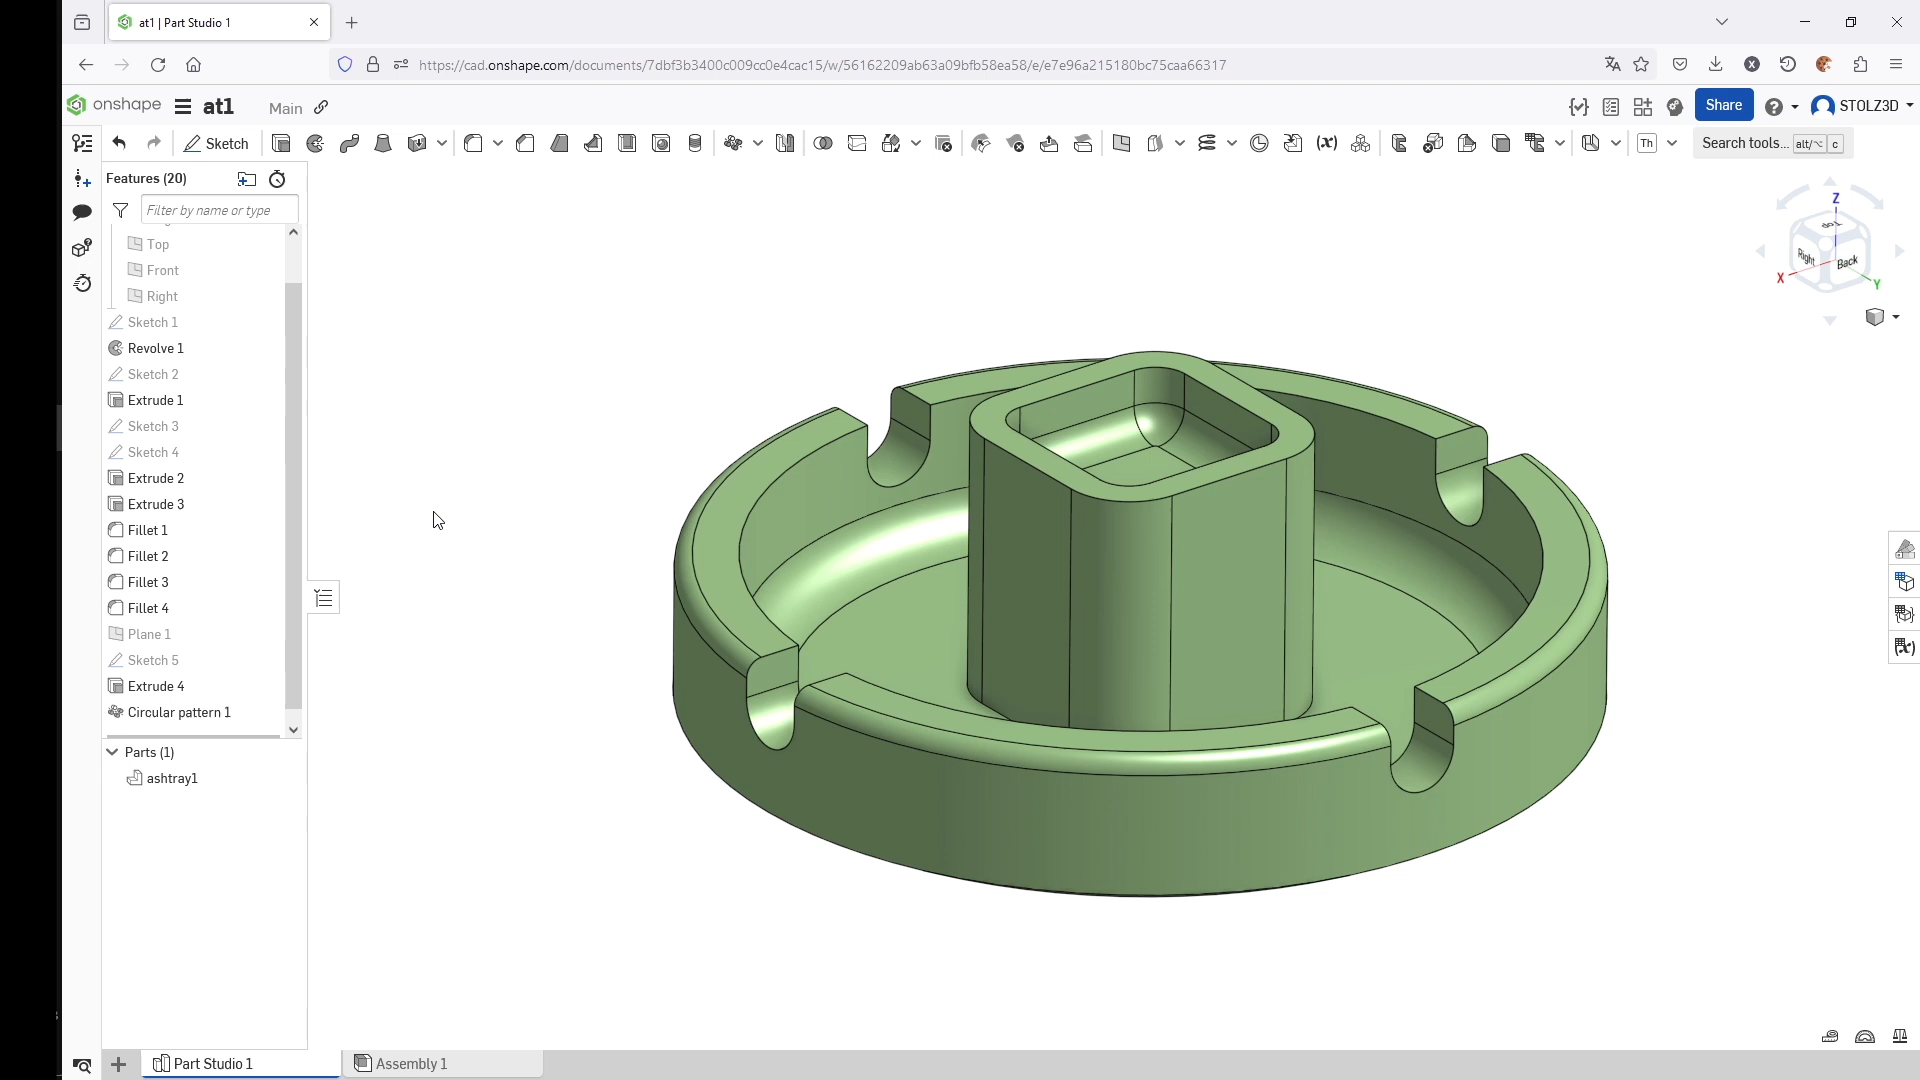 at1 | Part Studio 1
https://cad.onshape.com/documents/7dbf3b3400c009cc0e4cac15/w/56162209ab63a09bfb58ea58/e/e7e96a215180bc75caa66317
onshape
at1
Main
Share
STOLZ3D
Sketch
Th
Search tools...
alt/⌥
c
Features (20)
Filter by name or type
Top
Front
Right
Sketch 1
Revolve 1
Sketch 2
Extrude 1
Sketch 3
Sketch 4
Extrude 2
Extrude 3
Fillet 1
Fillet 2
Fillet 3
Fillet 4
Plane 1
Sketch 5
Extrude 4
Circular pattern 1
Parts (1)
ashtray1
Z
Right
Back
X
Y
Part Studio 1
Assembly 1